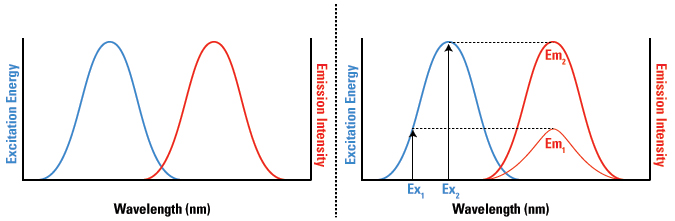 Excitation Energy
Emission Intensity
Wavelength (nm)
Excitation Energy
Em2
Em1
Emission Intensity
Ex1
Ex2
Wavelength (nm)